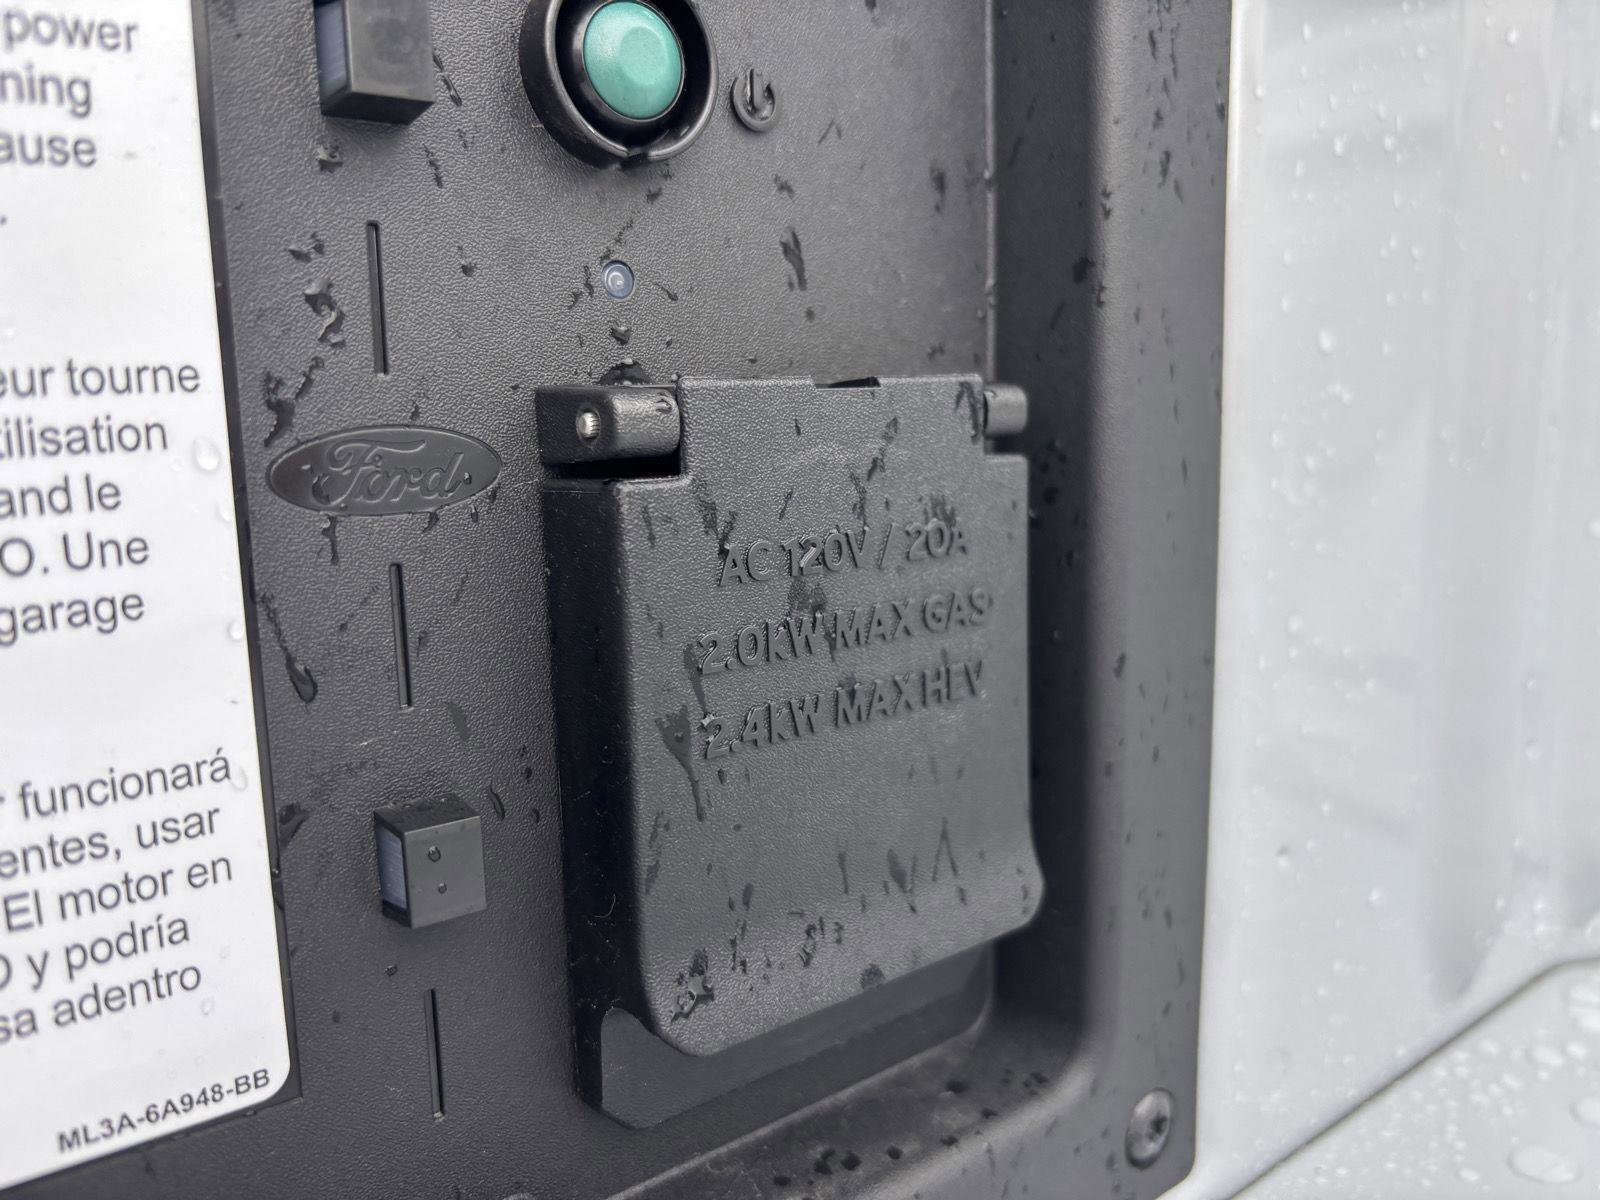 power
ning
ause
eur tourne
tilisation
and le
O. Une
garage
r funcionará
entes, usar
El motor en
O y podría
sa adentro
ML3A-6A948-BB
Ford
AC 120V / 20A
2.0KW MAX GAS
2.4KW MAX HEV